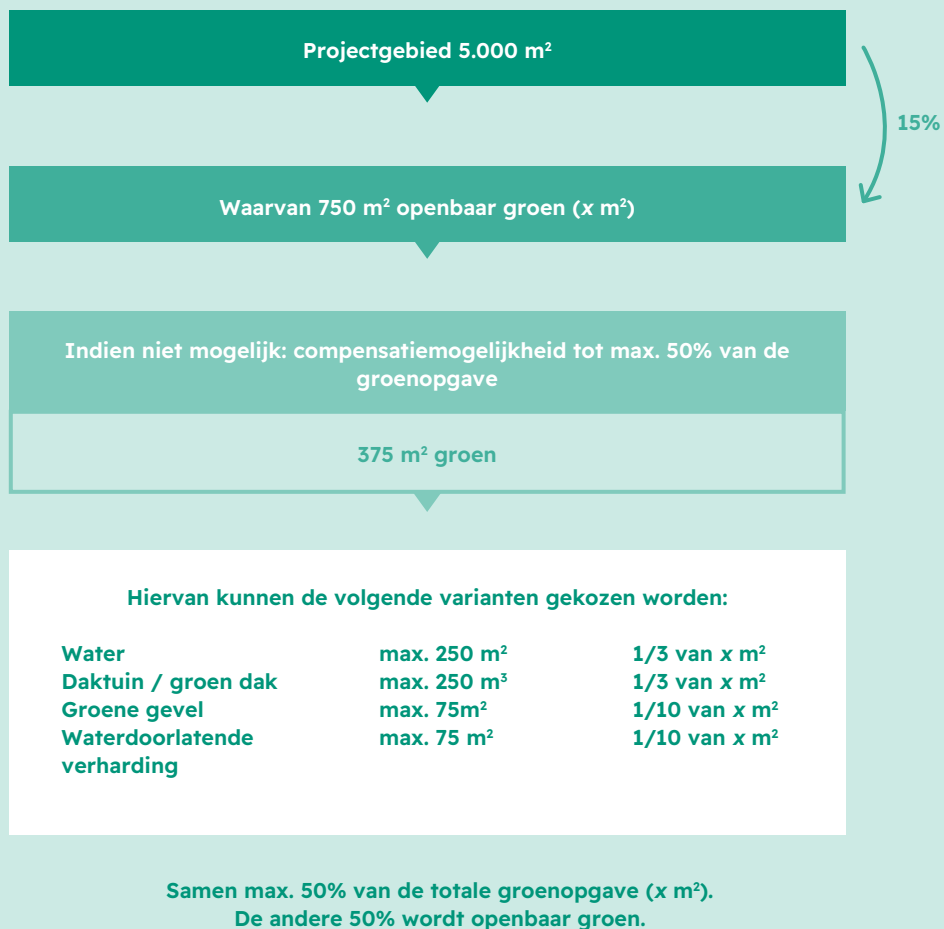 Projectgebied 5.000 m²
15%
Waarvan 750 m² openbaar groen (x m²)
Indien niet mogelijk: compensatiemogelijkheid tot max. 50% van de
groenopgave
375 m² groen
Hiervan kunnen de volgende varianten gekozen worden:
Water max. 250 m² 1/3 van x m²
Daktuin / groen dak max. 250 m³ 1/3 van x m²
Groene gevel max. 75m² 1/10 van x m²
Waterdoorlatende max. 75 m² 1/10 van x m²
verharding
Samen max. 50% van de totale groenopgave (x m²).
De andere 50% wordt openbaar groen.